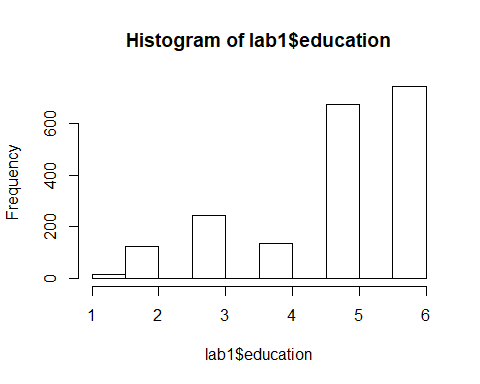 Histogram of lab1$education
Frequency
600
400
200
0
1 2 3 4 5 6
lab1$education